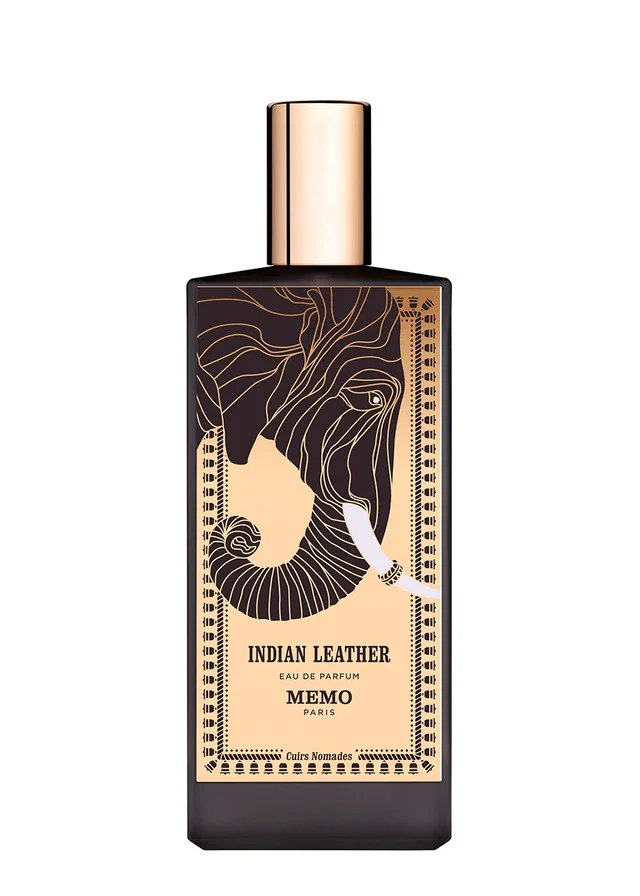 INDIAN LEATHER
EAU DE PARFUM
MEMO
PARIS
Cuirs Nomades